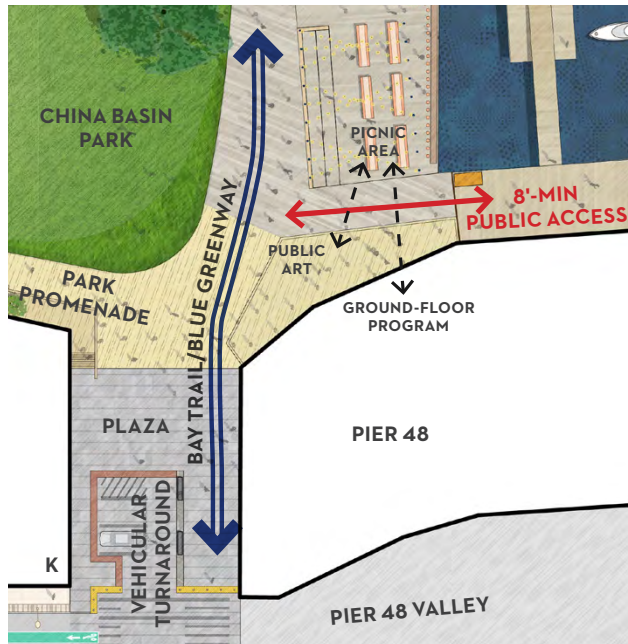 CHINA BASIN
PARK
PICNIC
AREA
8'-MIN
PUBLIC ACCESS
PUBLIC
ART
PARK
PROMENADE
BAY TRAIL/BLUE GREENWAY
GROUND-FLOOR
PROGRAM
PLAZA
PIER 48
VEHICULAR
TURNAROUND
K
PIER 48 VALLEY